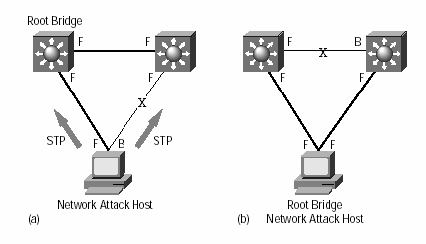 Root Bridge
F F
F F
X
STP STP
F B
Network Attack Host
(a)
F B
X
F F
F F
Root Bridge
Network Attack Host
(b)